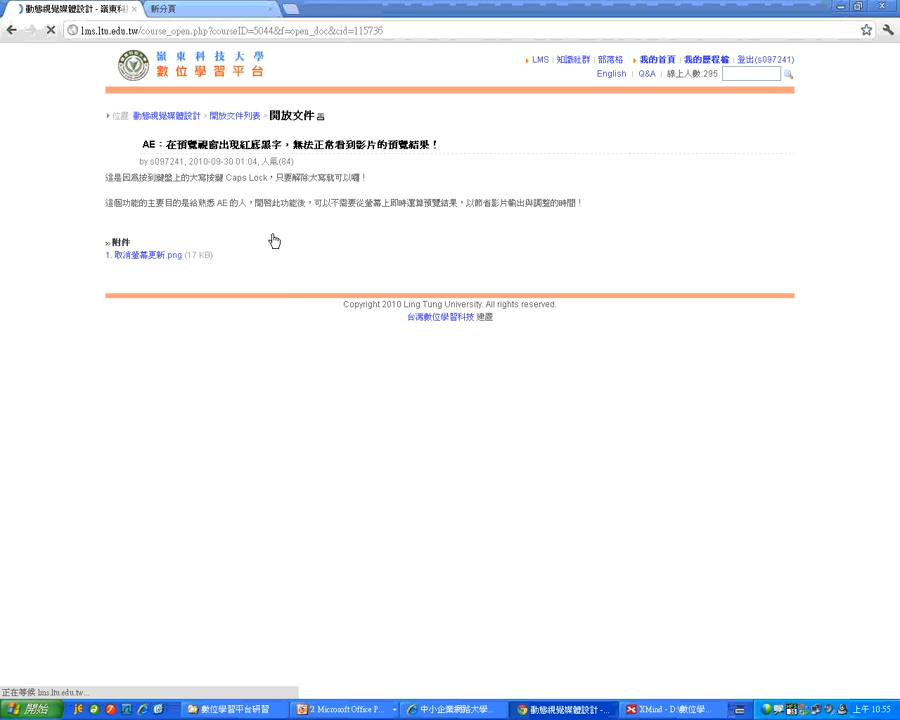 動態視覺媒體設計 - 嶺東科技
新分頁
lms.ltu.edu.tw/course_open.php?courseID=5044&f=open_doc&cid=115736
嶺東科技大學
數位學習平台
LMS | 知識社群 | 部落格 我的首頁 | 我的歷程檔 | 登出(s097241)
English | Q&A | 線上人數:295
位置: 動態視覺媒體設計 > 開放文件列表 > 開放文件
AE：在預覽視窗出現紅底黑字，無法正常看到影片的預覽結果！
by s097241, 2010-09-30 01:04, 人氣(84)
這是因為按到鍵盤上的大寫按鍵 Caps Lock，只要解除大寫就可以囉！
這個功能的主要目的是給熟悉 AE 的人，開啟此功能後，可以不需要從螢幕上即時運算預覽結果，以節省影片輸出與調整的時間！
» 附件
1. 取消螢幕更新.png (17 KB)
Copyright 2010 Ling Tung University. All rights reserved.
台灣數位學習科技 建置
正在等候 lms.ltu.edu.tw...
開始 數位學習平台研習 2 Microsoft Office P... 中小企業網路大學... 動態視覺媒體設計 -... XMind - D:\數位學... 上午 10:55